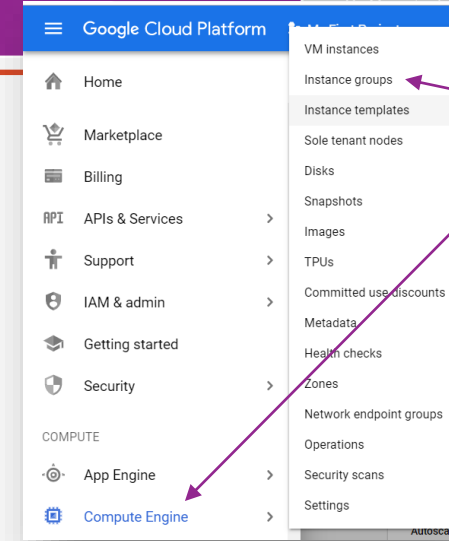 Google Cloud Platform
Home
Marketplace
Billing
API APIs & Services
Support
IAM & admin
Getting started
Security
COMPUTE
App Engine
Compute Engine
VM instances
Instance groups
Instance templates
Sole tenant nodes
Disks
Snapshots
Images
TPUs
Committed use discounts
Metadata
Health checks
Zones
Network endpoint groups
Operations
Security scans
Settings